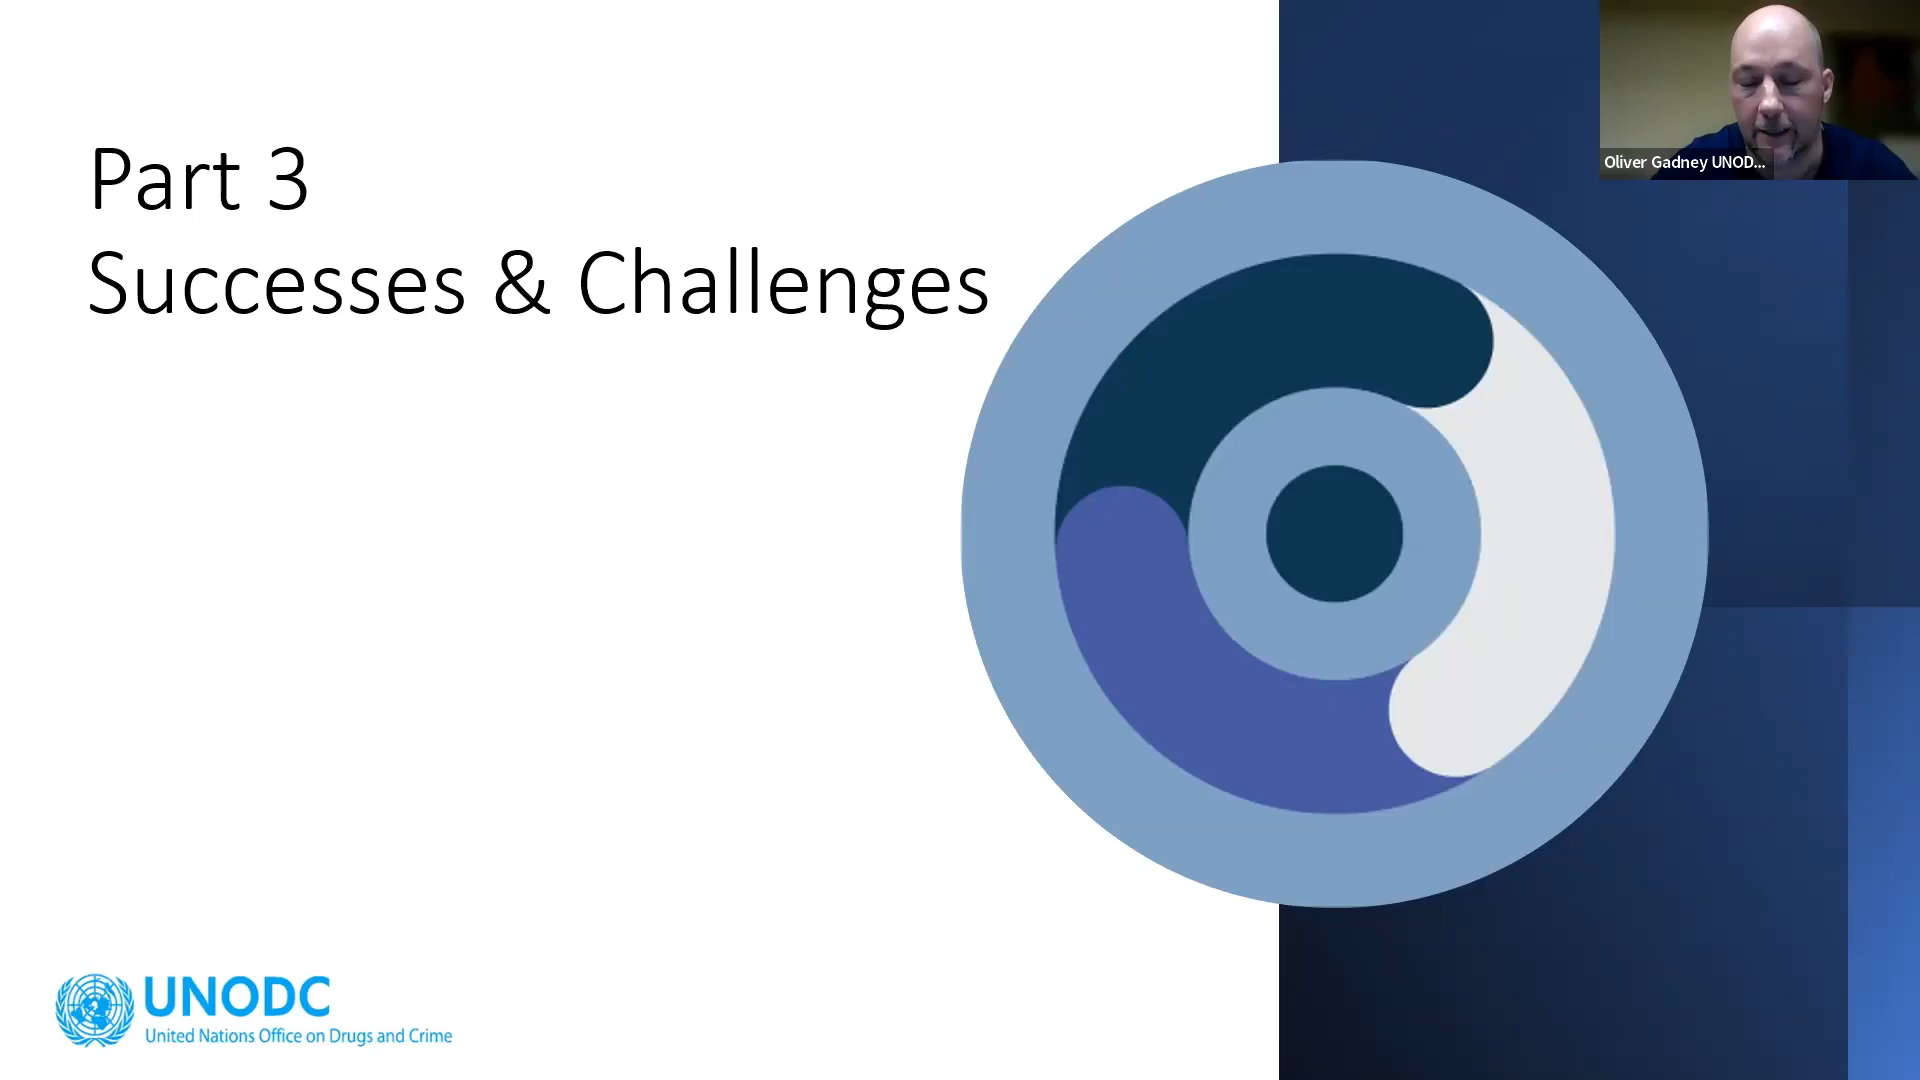 Part 3
Successes & Challenges
Oliver Gadney UNOD...
UNODC
United Nations Office on Drugs and Crime